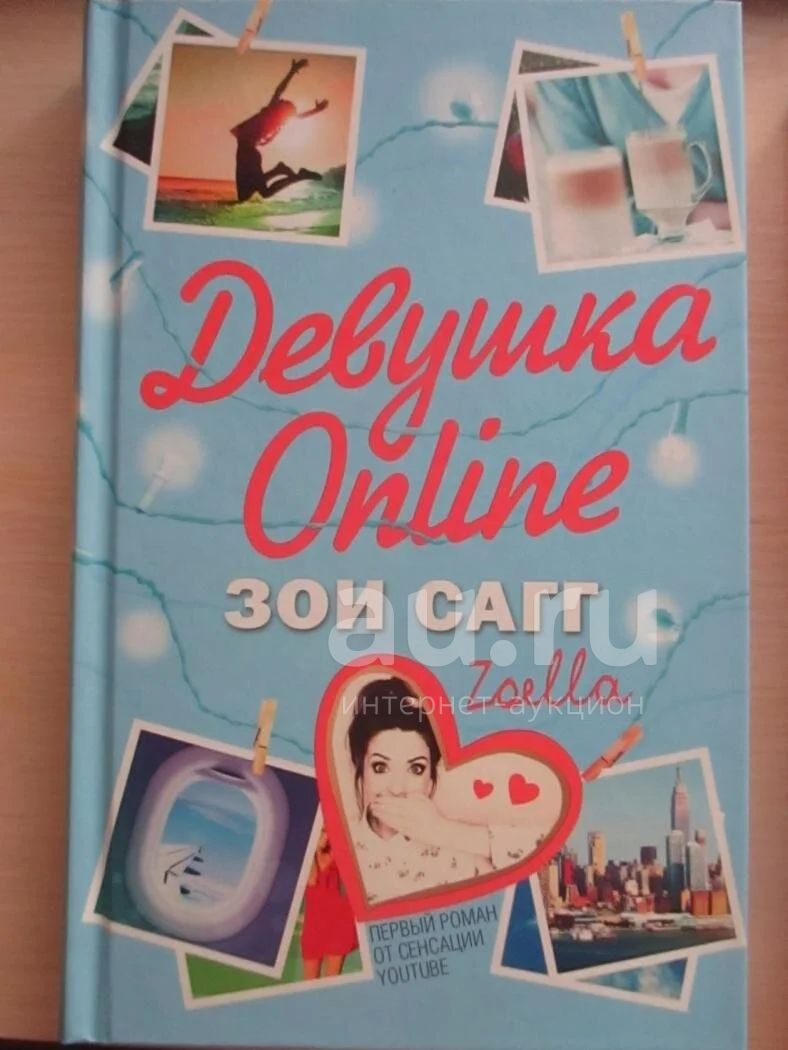 Девушка
Online
ЗОИ САГГ
au.ru
Zoella
интернет-аукцион
ПЕРВЫЙ РОМАН
ОТ СЕНСАЦИИ
YOUTUBE